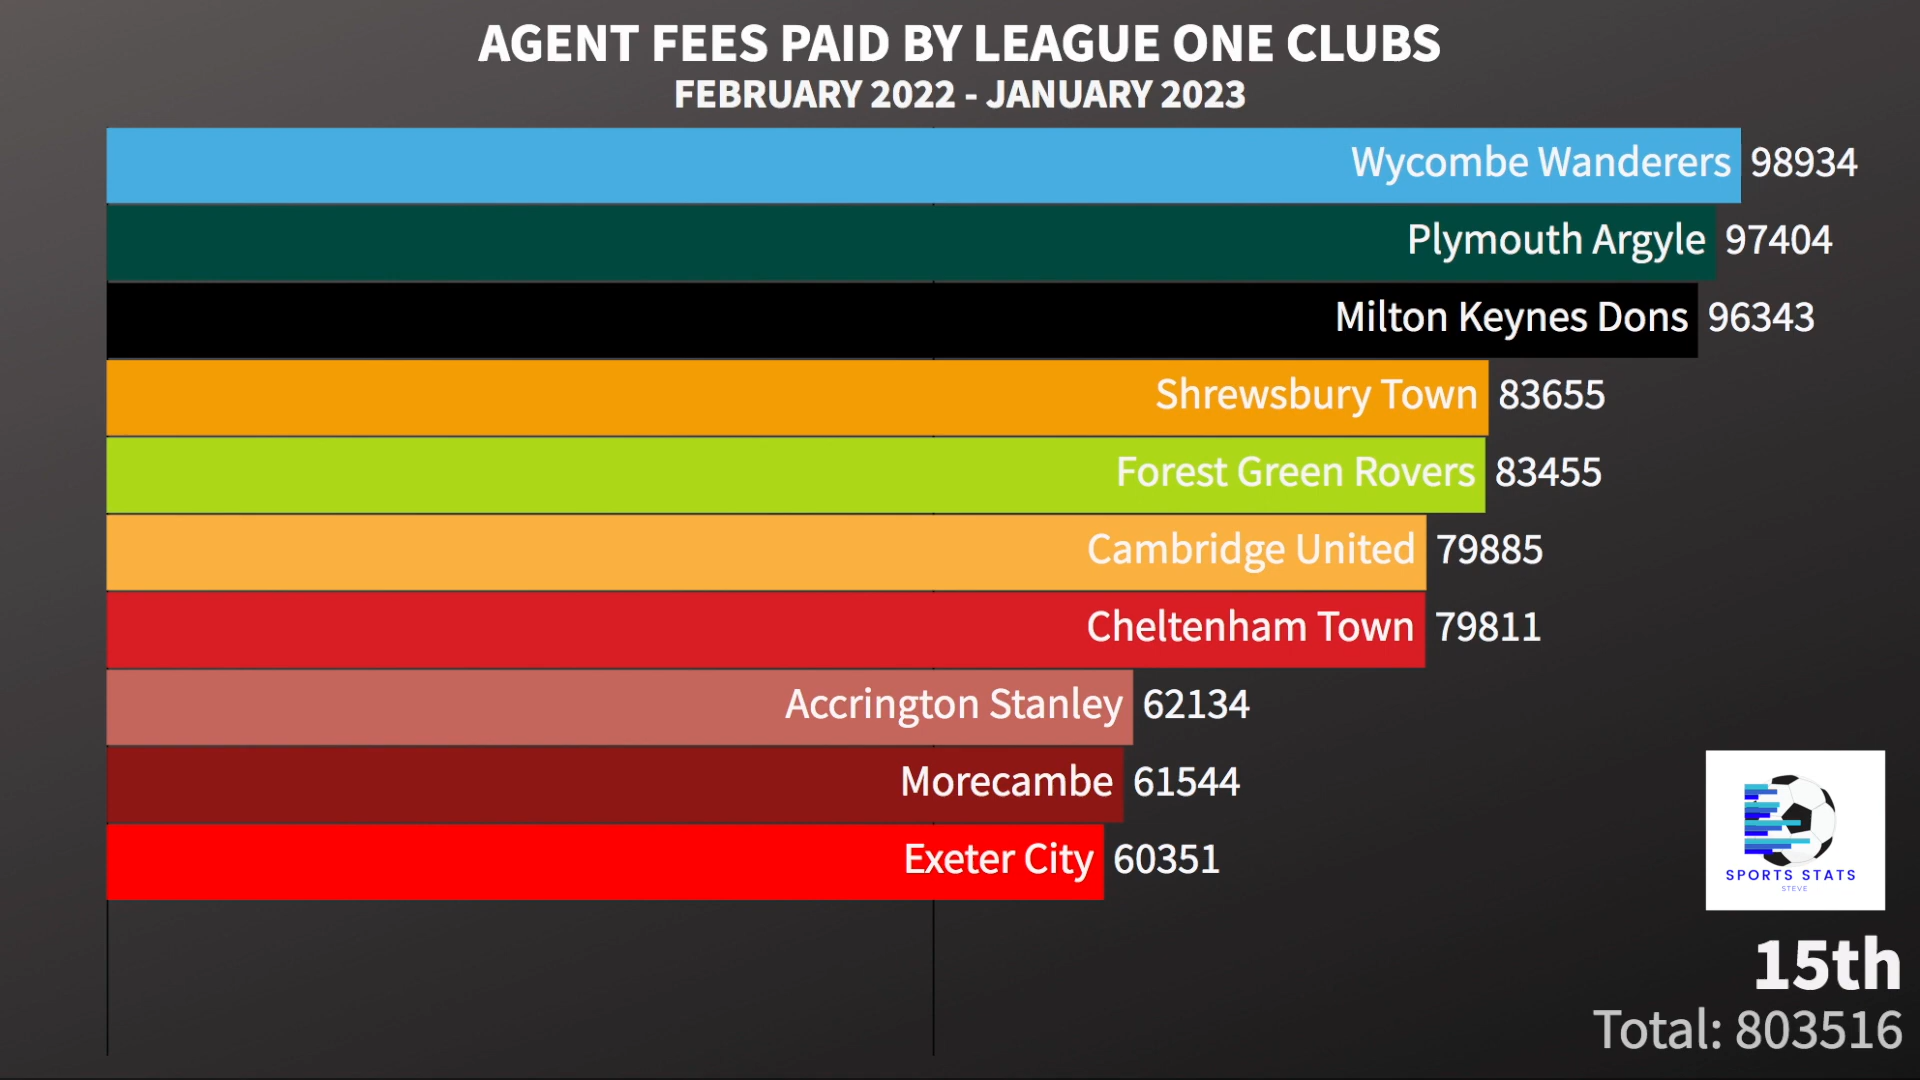 AGENT FEES PAID BY LEAGUE ONE CLUBS
FEBRUARY 2022 - JANUARY 2023
Wycombe Wanderers 98934
Plymouth Argyle 97404
Milton Keynes Dons 96343
Shrewsbury Town 83655
Forest Green Rovers 83455
Cambridge United 79885
Cheltenham Town 79811
Accrington Stanley 62134
Morecambe 61544
Exeter City 60351
SPORTS STATS
STEVE
15th
Total: 803516